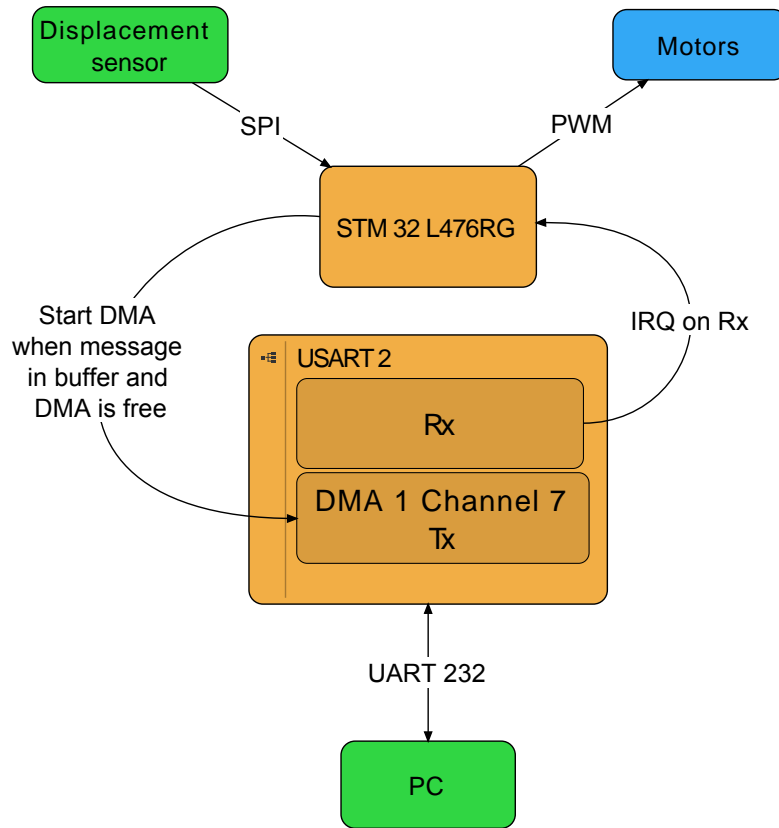 Displacement
sensor
Motors
SPI
PWM
STM 32 L476RG
Start DMA
when message
in buffer and
DMA is free
IRQ on Rx
USART 2
Rx
DMA 1 Channel 7
Tx
UART 232
PC